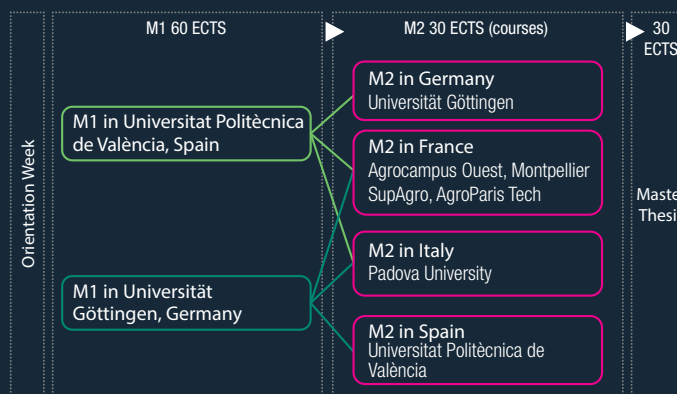 M1 60 ECTS
M2 30 ECTS (courses)
30
ECTS
Orientation Week
M1 in Universitat Politècnica
de València, Spain
M1 in Universität
Göttingen, Germany
M2 in Germany
Universität Göttingen
M2 in France
Agrocampus Ouest, Montpellier
SupAgro, AgroParis Tech
M2 in Italy
Padova University
M2 in Spain
Universitat Politècnica de
València
Maste
Thesi